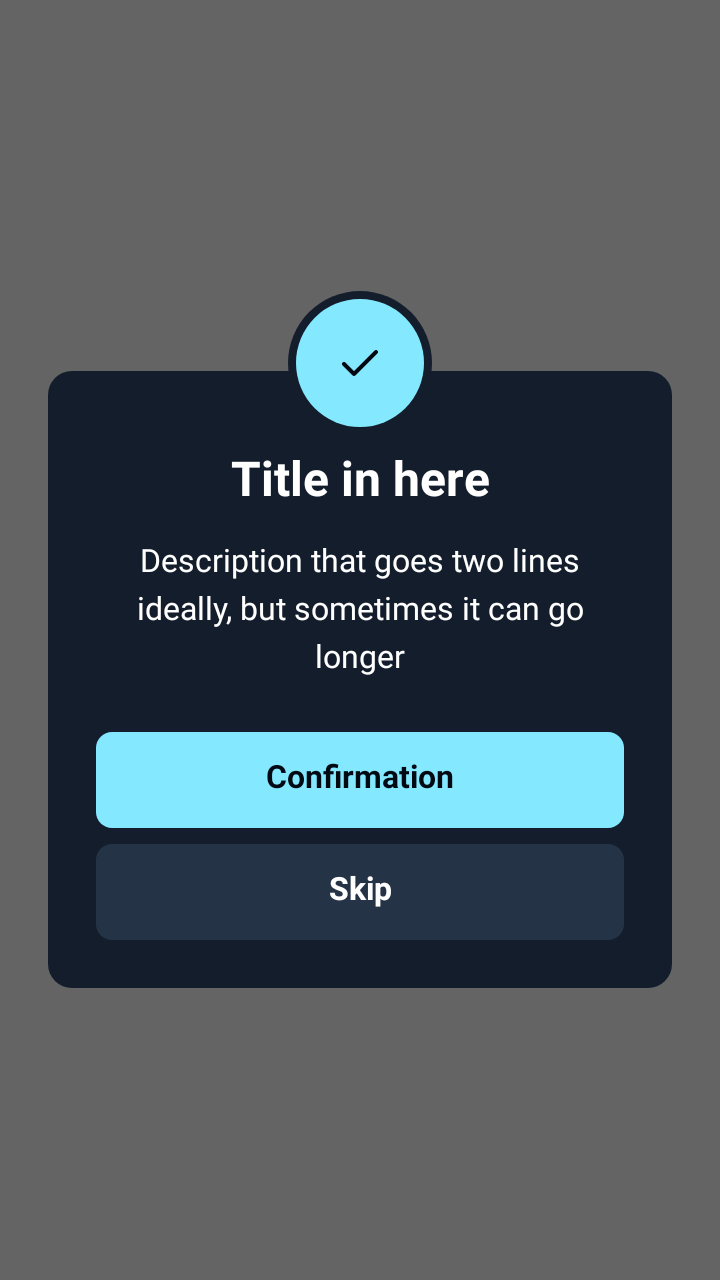 Title in here
Description that goes two lines
ideally, but sometimes it can go
longer
Confirmation
Skip